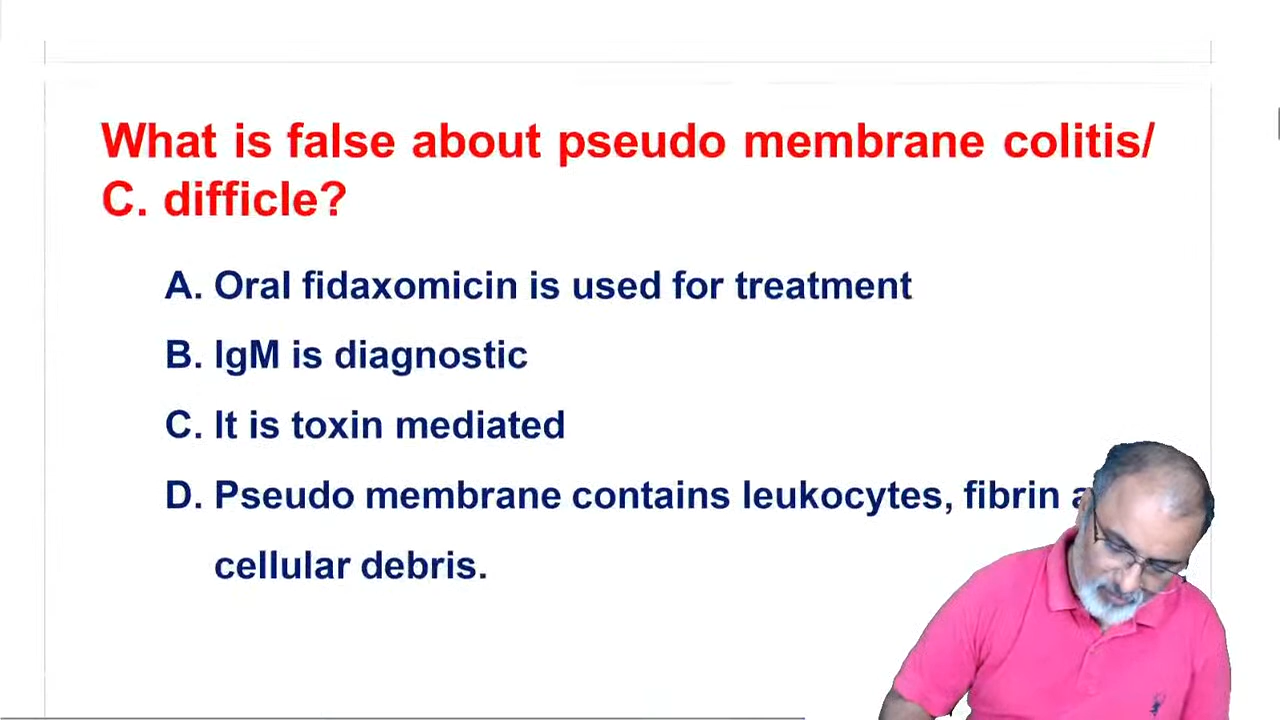 What is false about pseudo membrane colitis/
C. difficle?
A. Oral fidaxomicin is used for treatment
B. IgM is diagnostic
C. It is toxin mediated
D. Pseudo membrane contains leukocytes, fibrin
cellular debris.